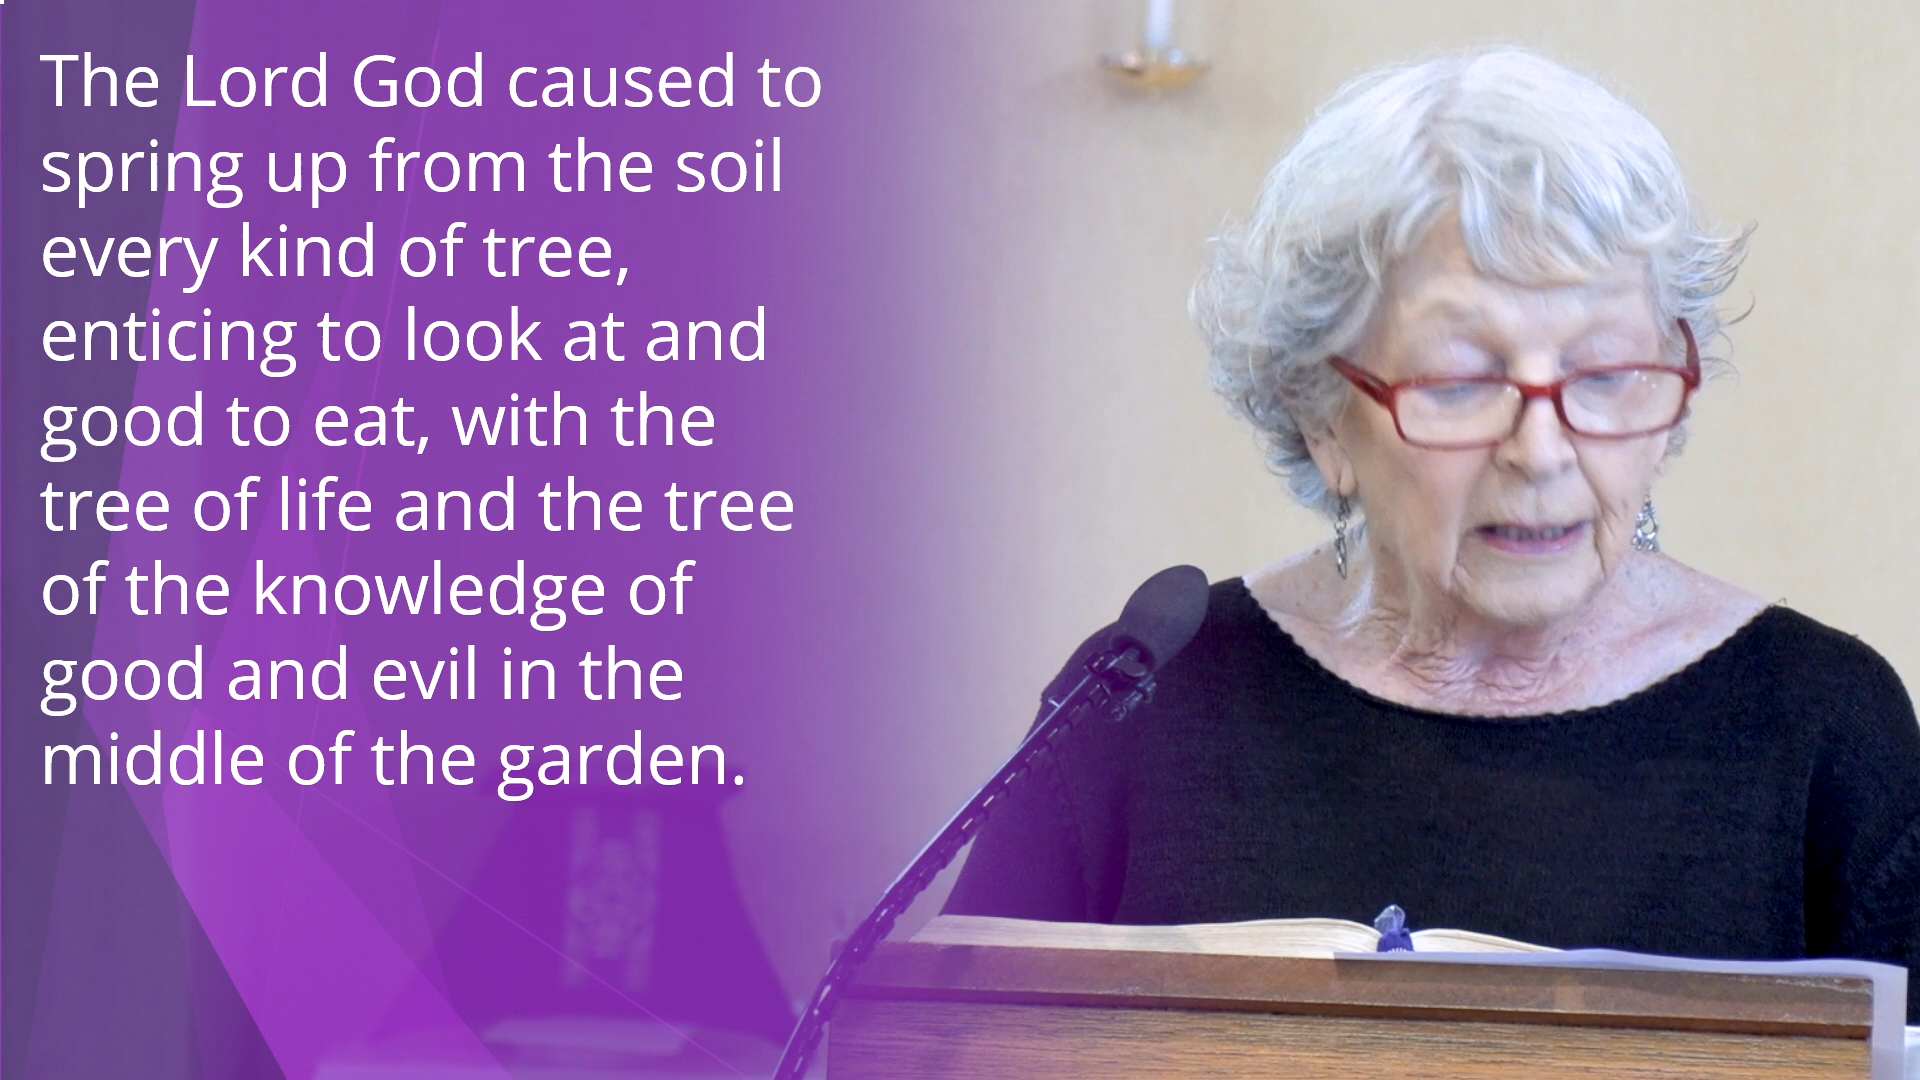 The Lord God caused to
spring up from the soil
every kind of tree,
enticing to look at and
good to eat, with the
tree of life and the tree
of the knowledge of
good and evil in the
middle of the garden.